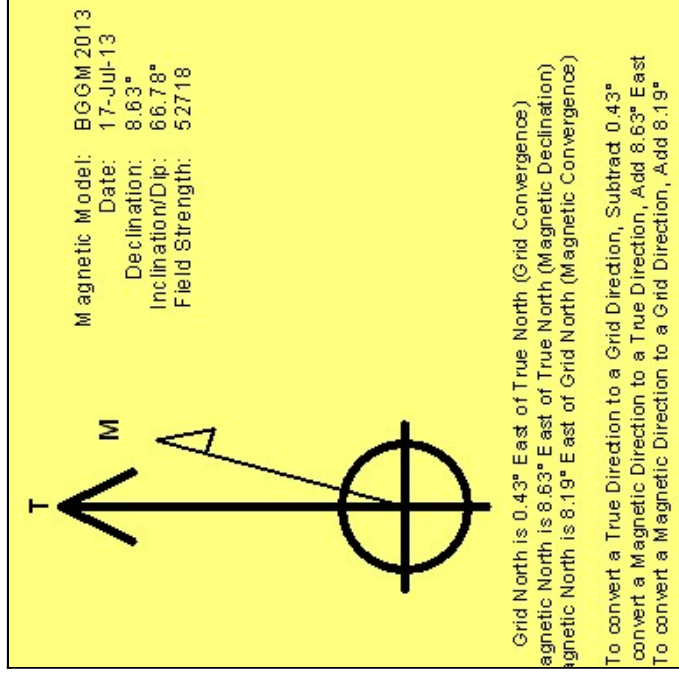 T
M
Magnetic Model: BGGM 2013
Date: 17-Jul-13
Declination: 8.63°
Inclination/Dip: 66.78°
Field Strength: 52718
Grid North is 0.43° East of True North (Grid Convergence)
agnetic North is 8.63° East of True North (Magnetic Declination)
agnetic North is 8.19° East of Grid North (Magnetic Convergence)
To convert a True Direction to a Grid Direction, Subtract 0.43°
convert a Magnetic Direction to a True Direction, Add 8.63° East
To convert a Magnetic Direction to a Grid Direction, Add 8.19°